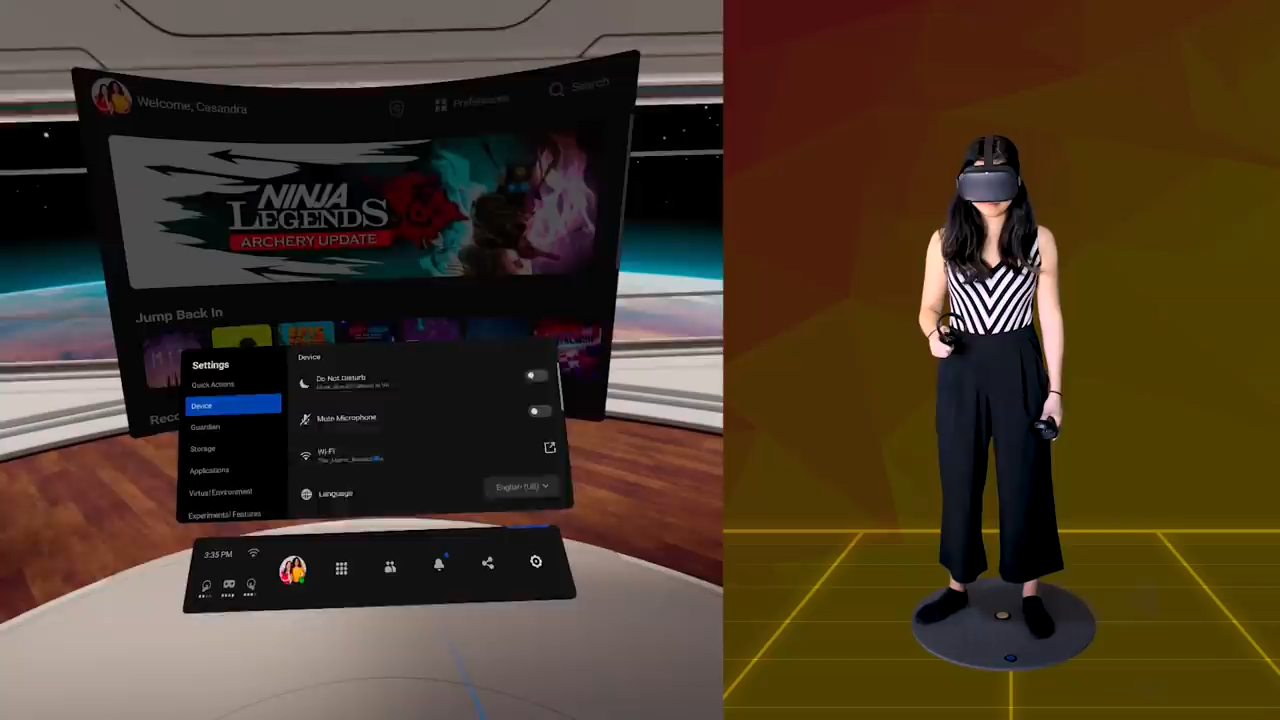 Welcome, Casandra
Preferences
Search
NINJA
LEGENDS
ARCHERY UPDATE
Jump Back In
Settings
Quick Actions
Device
Guardian
Storage
Applications
Virtual Environment
Experimental Features
Device
Do Not Disturb
Mute Microphone
Wi-Fi
Language
English (US)
3:35 PM